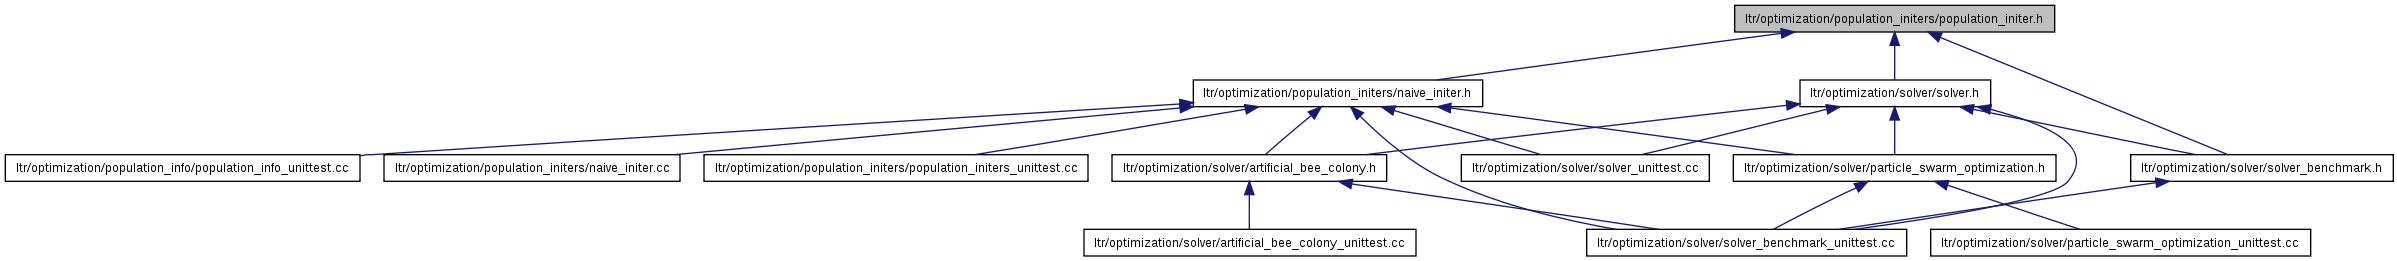 ltr/optimization/population_initers/population_initer.h
ltr/optimization/population_initers/naive_initer.h
ltr/optimization/solver/solver.h
ltr/optimization/population_info/population_info_unittest.cc
ltr/optimization/population_initers/naive_initer.cc
ltr/optimization/population_initers/population_initers_unittest.cc
ltr/optimization/solver/artificial_bee_colony.h
ltr/optimization/solver/solver_unittest.cc
ltr/optimization/solver/particle_swarm_optimization.h
ltr/optimization/solver/solver_benchmark.h
ltr/optimization/solver/artificial_bee_colony_unittest.cc
ltr/optimization/solver/solver_benchmark_unittest.cc
ltr/optimization/solver/particle_swarm_optimization_unittest.cc